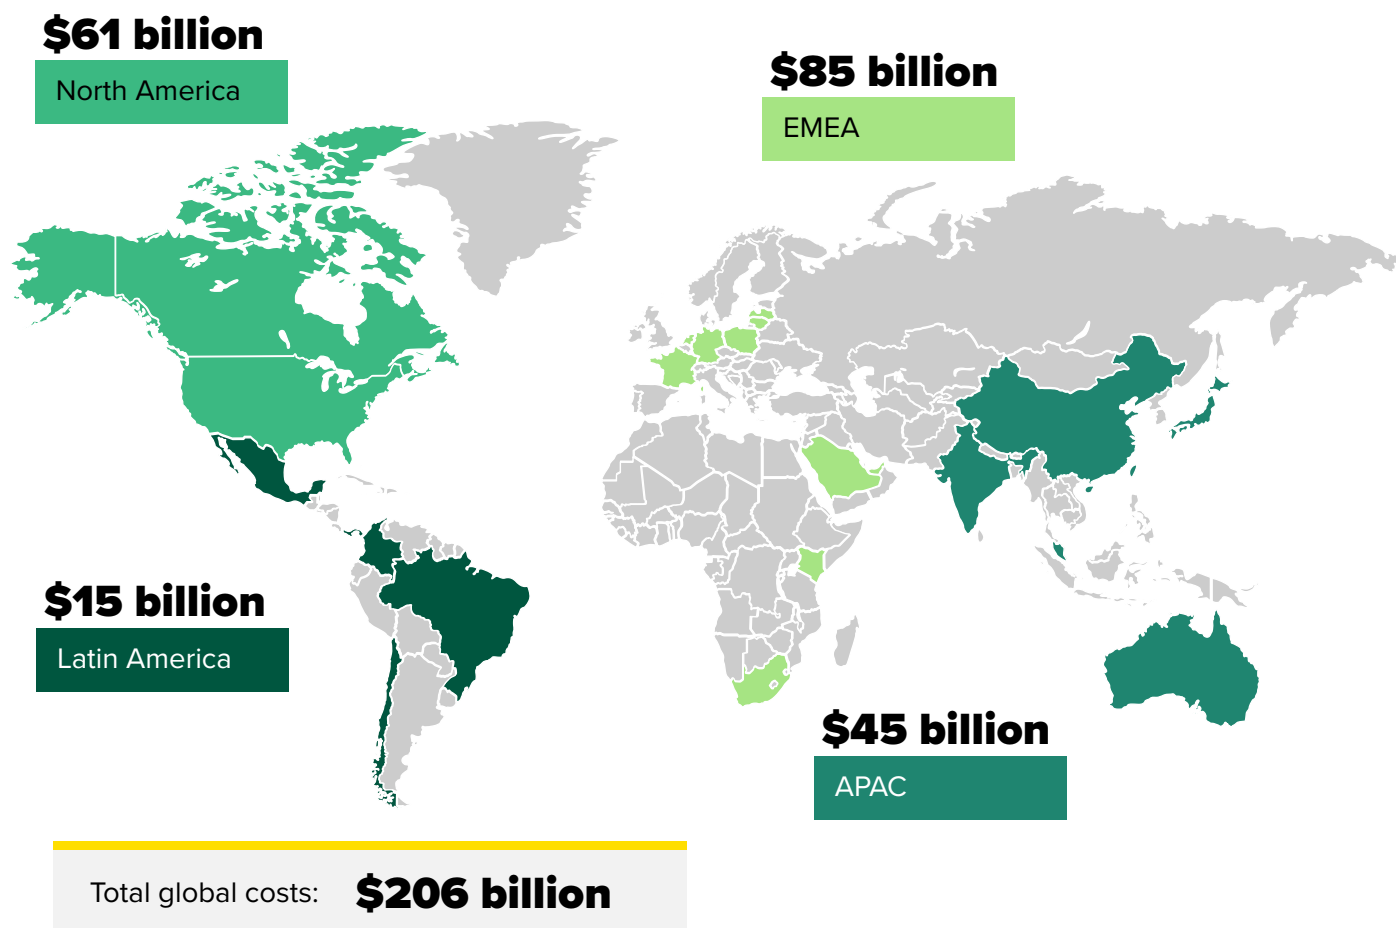 $61 billion
North America
$85 billion
EMEA
$15 billion
Latin America
$45 billion
APAC
Total global costs: $206 billion